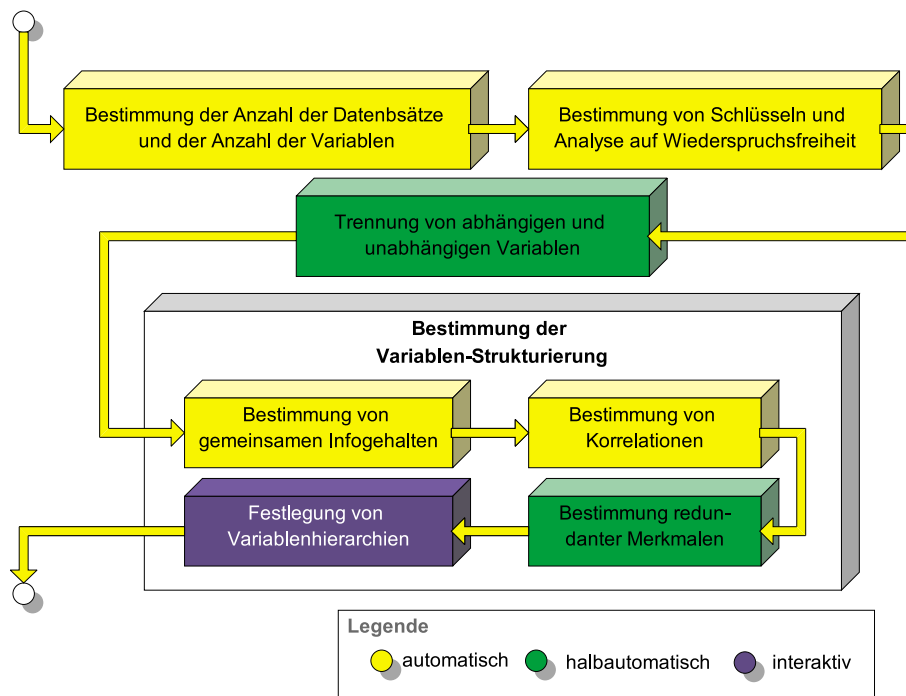 Bestimmung der Anzahl der Datenbsätze
und der Anzahl der Variablen
Bestimmung von Schlüsseln und
Analyse auf Wiederspruchsfreiheit
Trennung von abhängigen und
unabhängigen Variablen
Bestimmung der
Variablen-Strukturierung
Bestimmung von
gemeinsamen Infogehalten
Bestimmung von
Korrelationen
Festlegung von
Variablenhierarchien
Bestimmung redun-
danter Merkmalen
Legende
automatisch
halbautomatisch
interaktiv